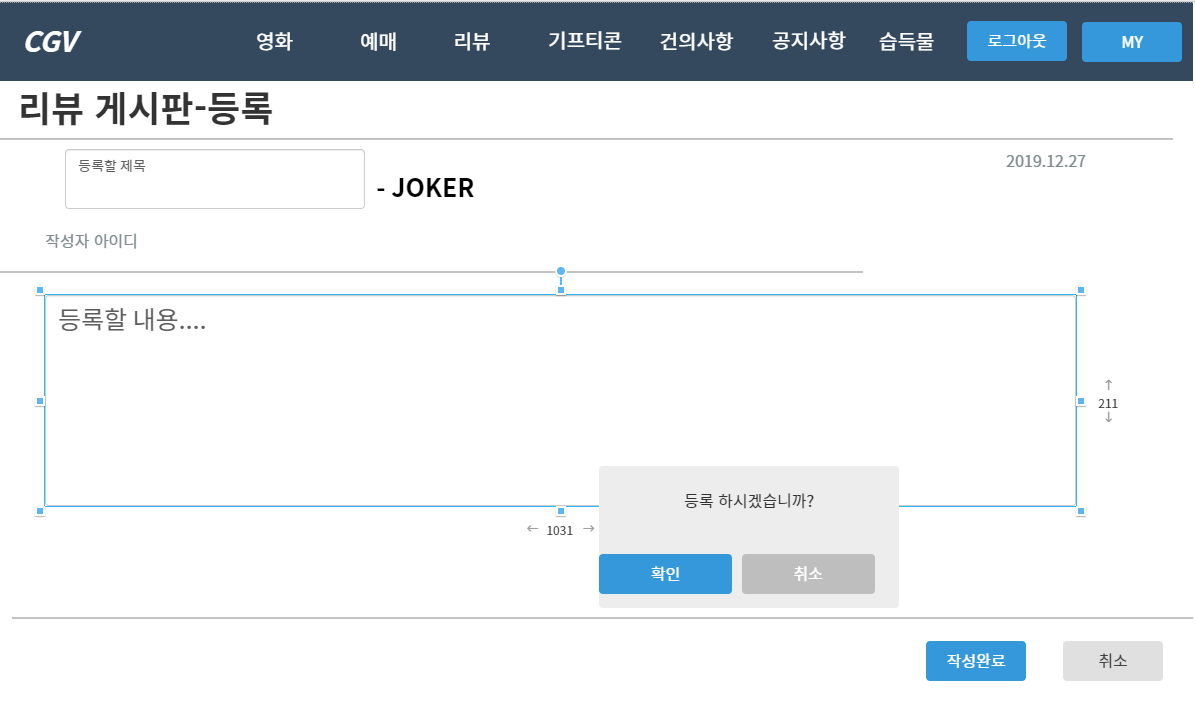 CGV 영화 예매 리뷰 기프티콘 건의사항 공지사항 습득물 로그아웃 MY
리뷰 게시판-등록
등록할 제목
2019.12.27
- JOKER
작성자 아이디
등록할 내용....
↑
211
↓
등록 하시겠습니까?
← 1031 →
확인 취소
작성완료 취소